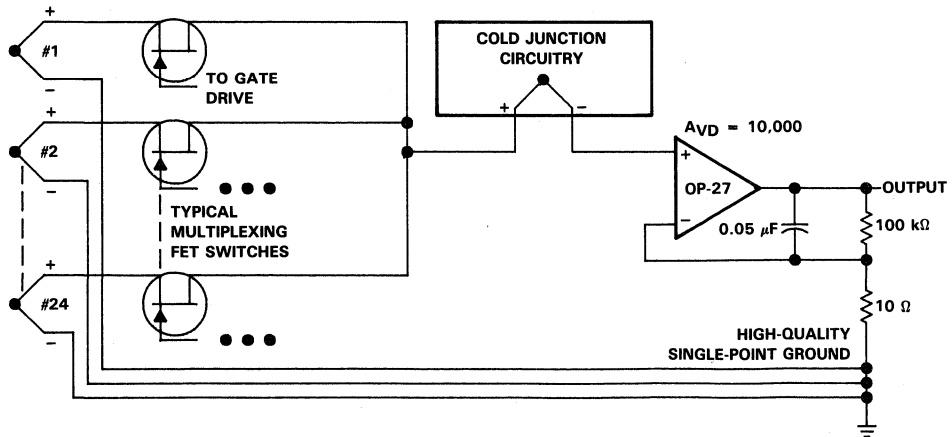 +
#1
−
TO GATE
DRIVE
+
#2
−
TYPICAL
MULTIPLEXING
FET SWITCHES
+
#24
−
COLD JUNCTION
CIRCUITRY
+ −
AVD = 10,000
+
OP-27
−
OUTPUT
0.05 µF
100 kΩ
10 Ω
HIGH-QUALITY
SINGLE-POINT GROUND